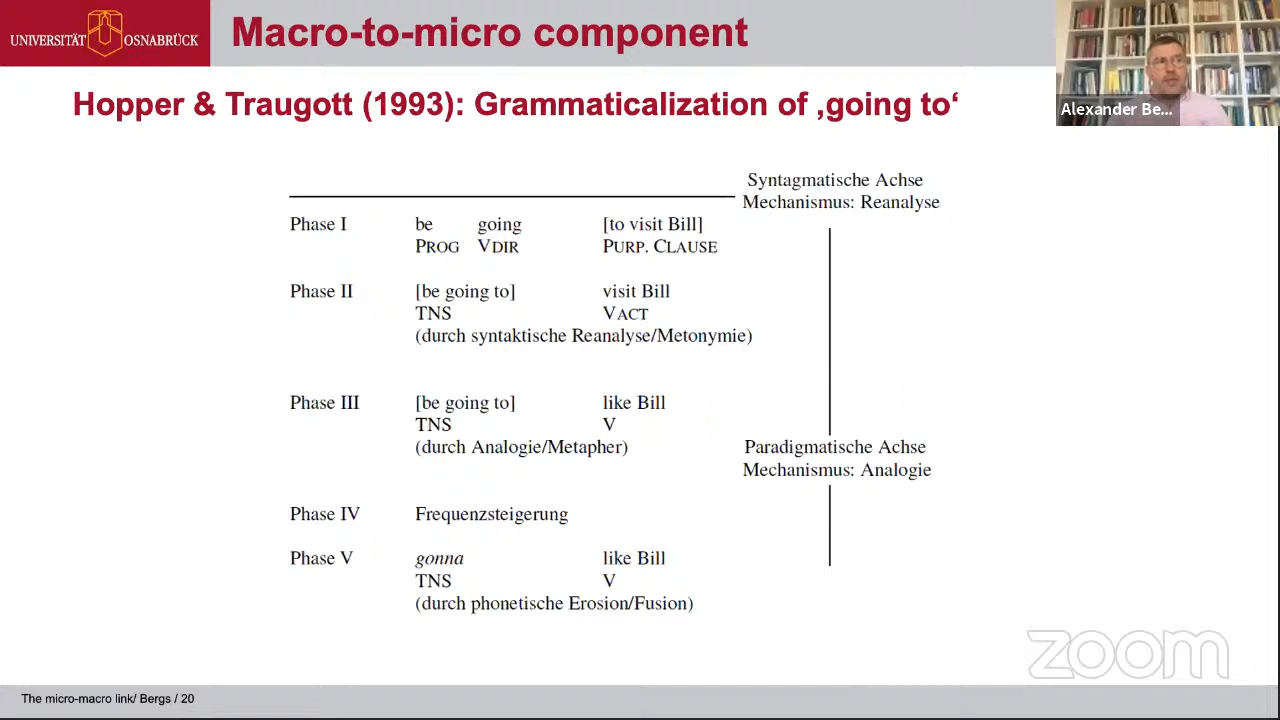 UNIVERSITÄT OSNABRÜCK
Macro-to-micro component
Alexander Be...
Hopper & Traugott (1993): Grammaticalization of ‚going to‘
Syntagmatische Achse
Mechanismus: Reanalyse
Phase I be going [to visit Bill]
PROG VDIR PURP. CLAUSE
Phase II [be going to] visit Bill
TNS VACT
(durch syntaktische Reanalyse/Metonymie)
Phase III [be going to] like Bill
TNS V
(durch Analogie/Metapher)
Paradigmatische Achse
Mechanismus: Analogie
Phase IV Frequenzsteigerung
Phase V gonna like Bill
TNS V
(durch phonetische Erosion/Fusion)
zoom
The micro-macro link/ Bergs / 20